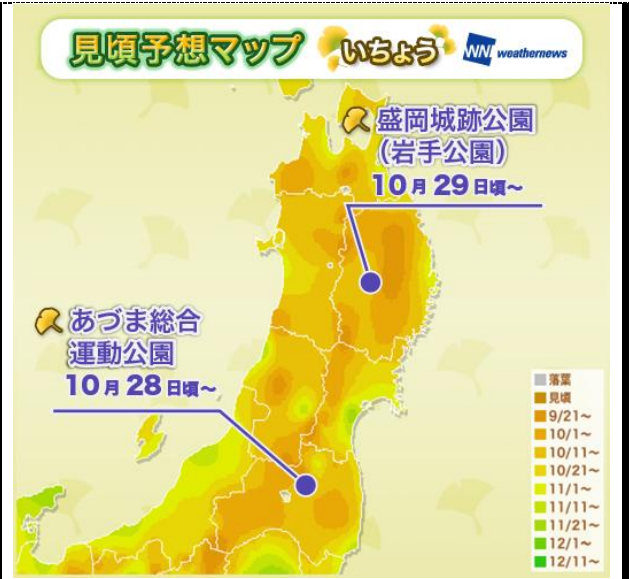 見頃予想マップ いちょう WNI weathernews
盛岡城跡公園
(岩手公園)
10月29日頃~
あづま総合
運動公園
10月28日頃~
落葉
見頃
9/21~
10/1~
10/11~
10/21~
11/1~
11/11~
11/21~
12/1~
12/11~